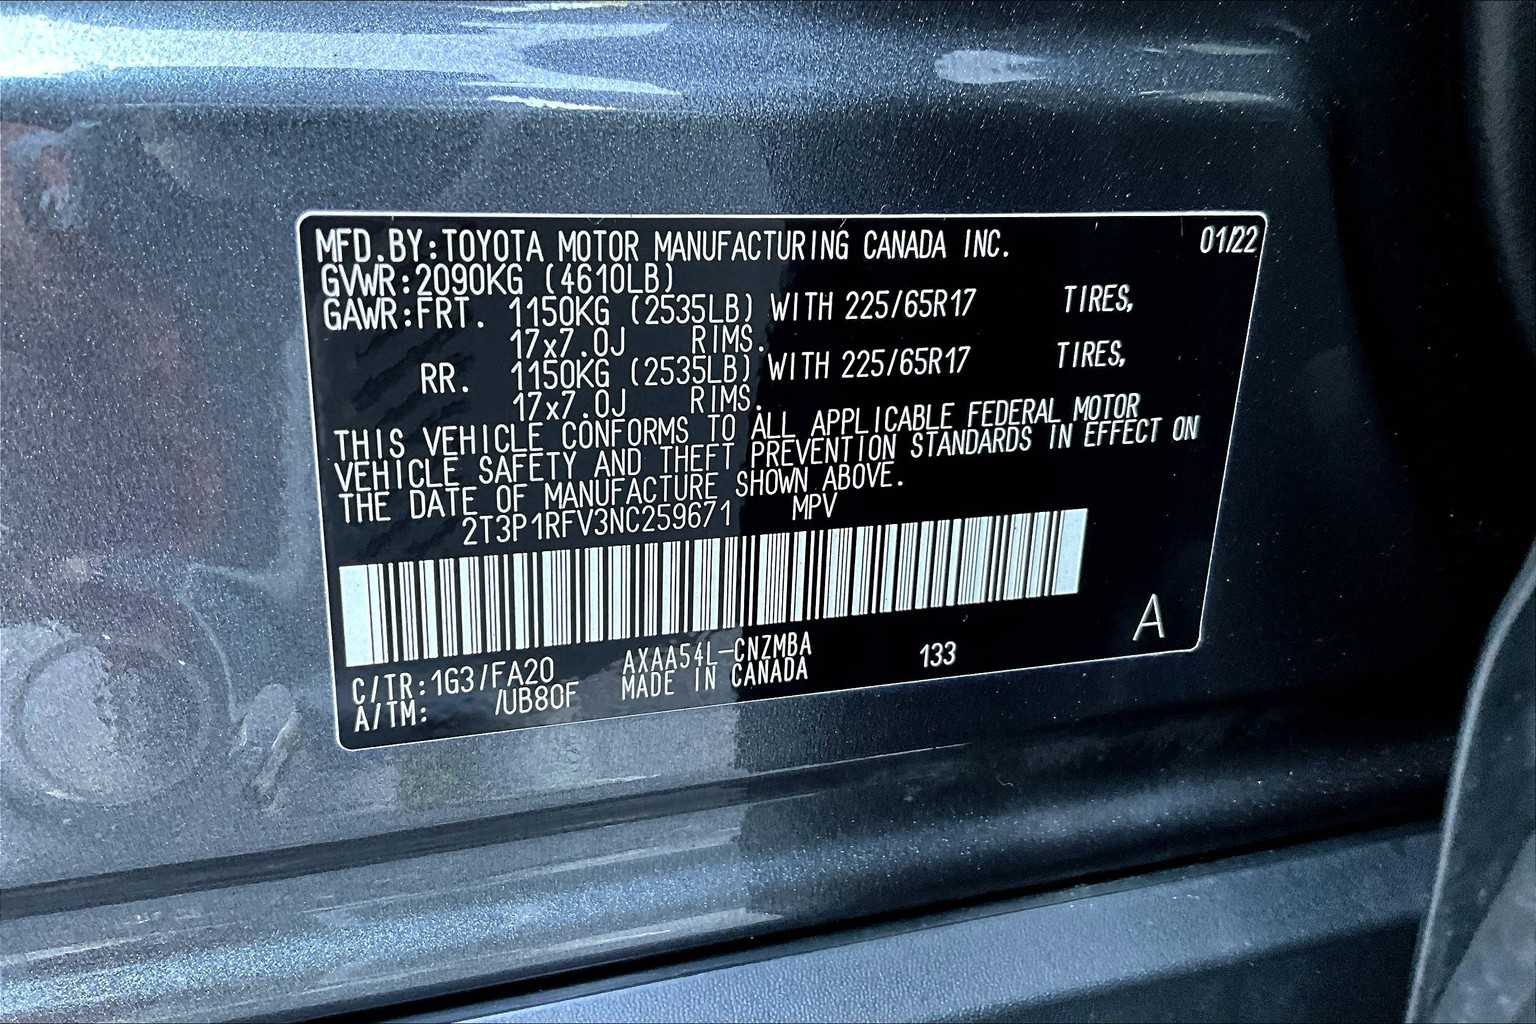 MFD.BY:TOYOTA MOTOR MANUFACTURING CANADA INC. 01/22
GVWR:2090KG (4610LB)
GAWR:FRT. 1150KG (2535LB) WITH 225/65R17 TIRES,
17x7.0J RIMS.
RR. 1150KG (2535LB) WITH 225/65R17 TIRES,
17x7.0J RIMS.
THIS VEHICLE CONFORMS TO ALL APPLICABLE FEDERAL MOTOR
VEHICLE SAFETY AND THEFT PREVENTION STANDARDS IN EFFECT ON
THE DATE OF MANUFACTURE SHOWN ABOVE.
2T3P1RFV3NC259671 MPV
A
C/TR:1G3/FA20 AXAA54L-CNZMBA 133
A/TM: /UB80F MADE IN CANADA